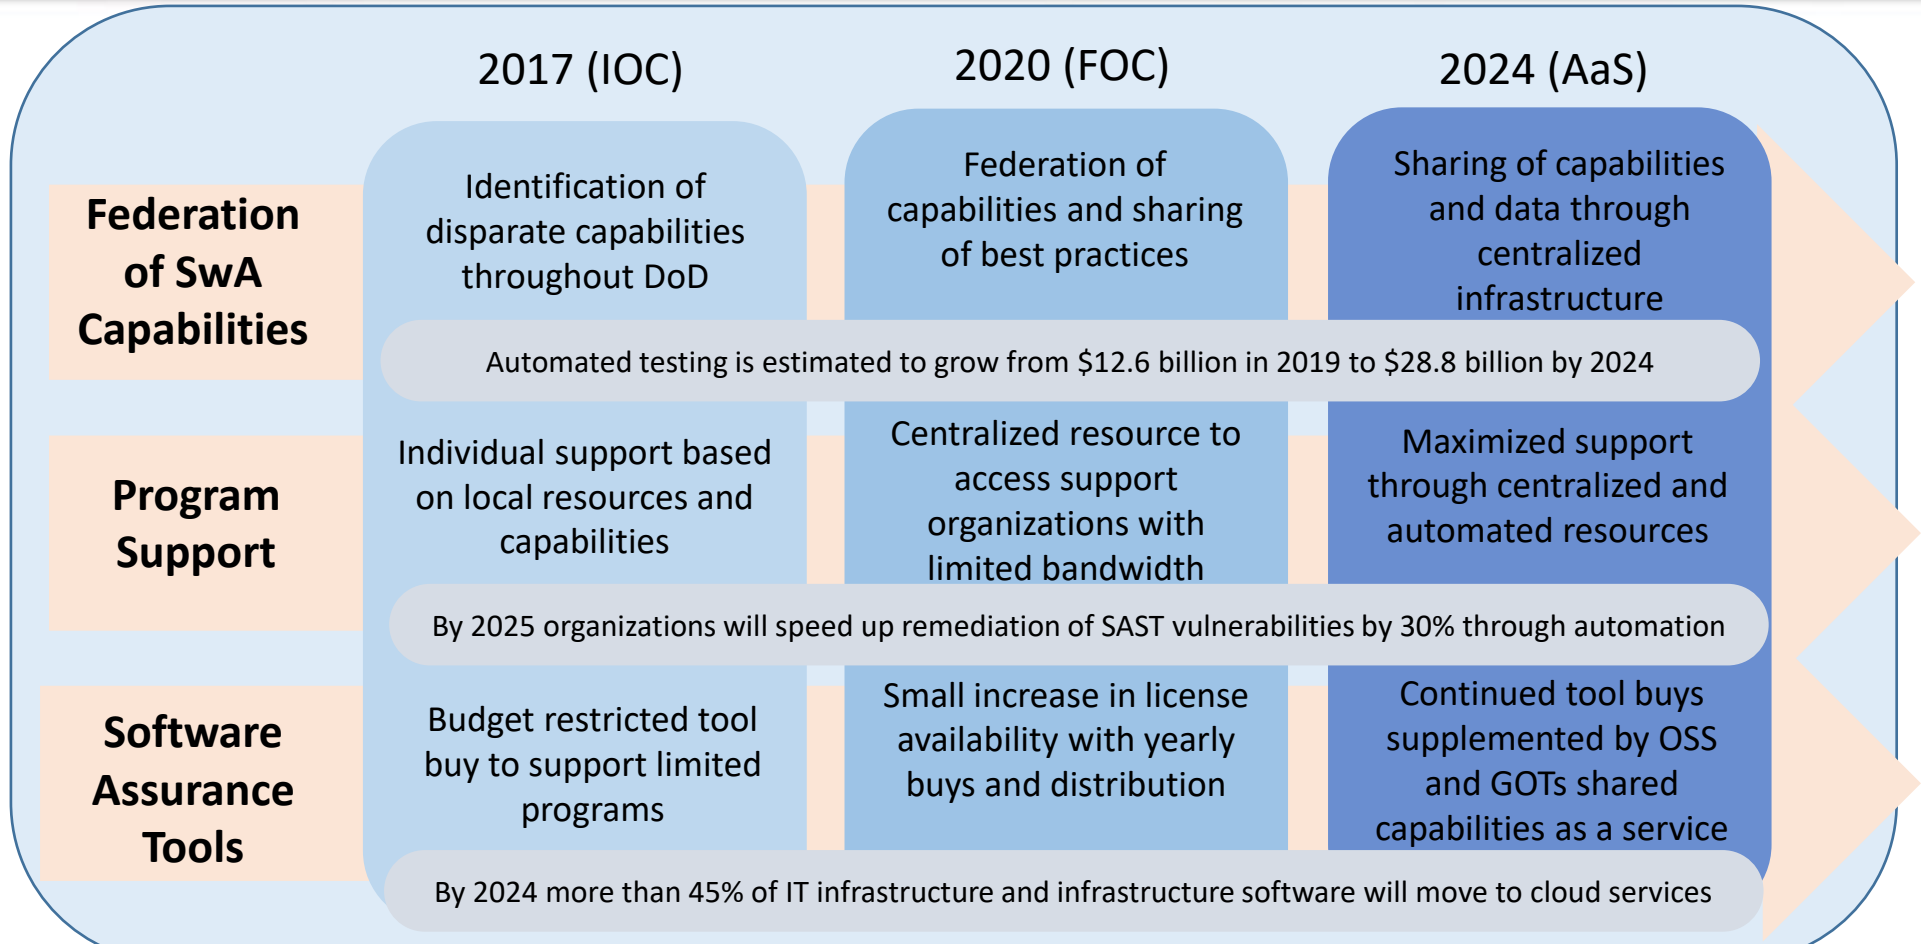 2017 (IOC)
2020 (FOC)
2024 (AaS)
Federation
of SwA
Capabilities
Identification of
disparate capabilities
throughout DoD
Federation of
capabilities and sharing
of best practices
Sharing of capabilities
and data through
centralized
infrastructure
Automated testing is estimated to grow from $12.6 billion in 2019 to $28.8 billion by 2024
Program
Support
Individual support based
on local resources and
capabilities
Centralized resource to
access support
organizations with
limited bandwidth
Maximized support
through centralized and
automated resources
By 2025 organizations will speed up remediation of SAST vulnerabilities by 30% through automation
Software
Assurance
Tools
Budget restricted tool
buy to support limited
programs
Small increase in license
availability with yearly
buys and distribution
Continued tool buys
supplemented by OSS
and GOTs shared
capabilities as a service
By 2024 more than 45% of IT infrastructure and infrastructure software will move to cloud services